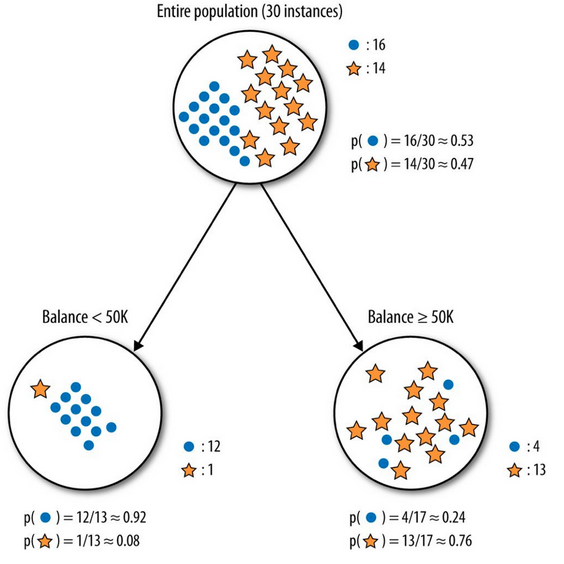 Entire population (30 instances)
: 16
: 14
p( ) = 16/30 ≈ 0.53
p( ) = 14/30 ≈ 0.47
Balance < 50K
Balance ≥ 50K
: 12
: 1
: 4
: 13
p( ) = 12/13 ≈ 0.92
p( ) = 1/13 ≈ 0.08
p( ) = 4/17 ≈ 0.24
p( ) = 13/17 ≈ 0.76